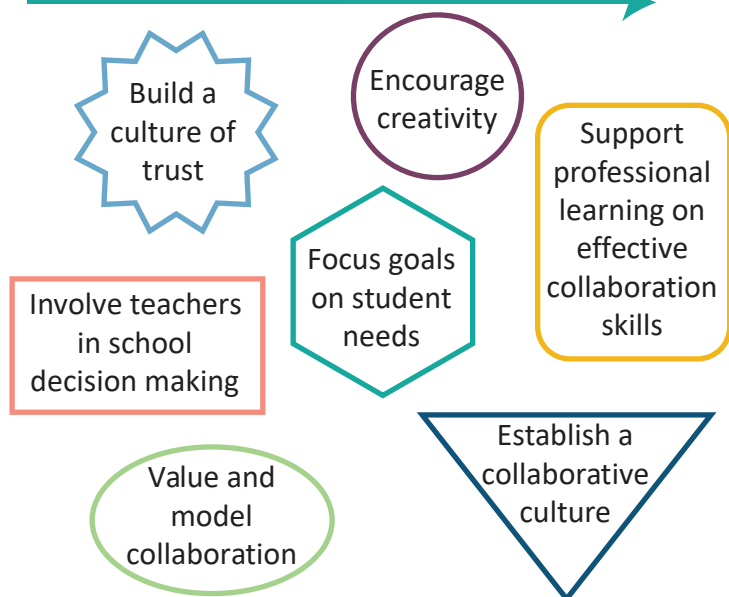 Build a
culture of
trust
Encourage
creativity
Support
professional
learning on
effective
collaboration
skills
Focus goals
on student
needs
Involve teachers
in school
decision making
Establish a
collaborative
culture
Value and
model
collaboration